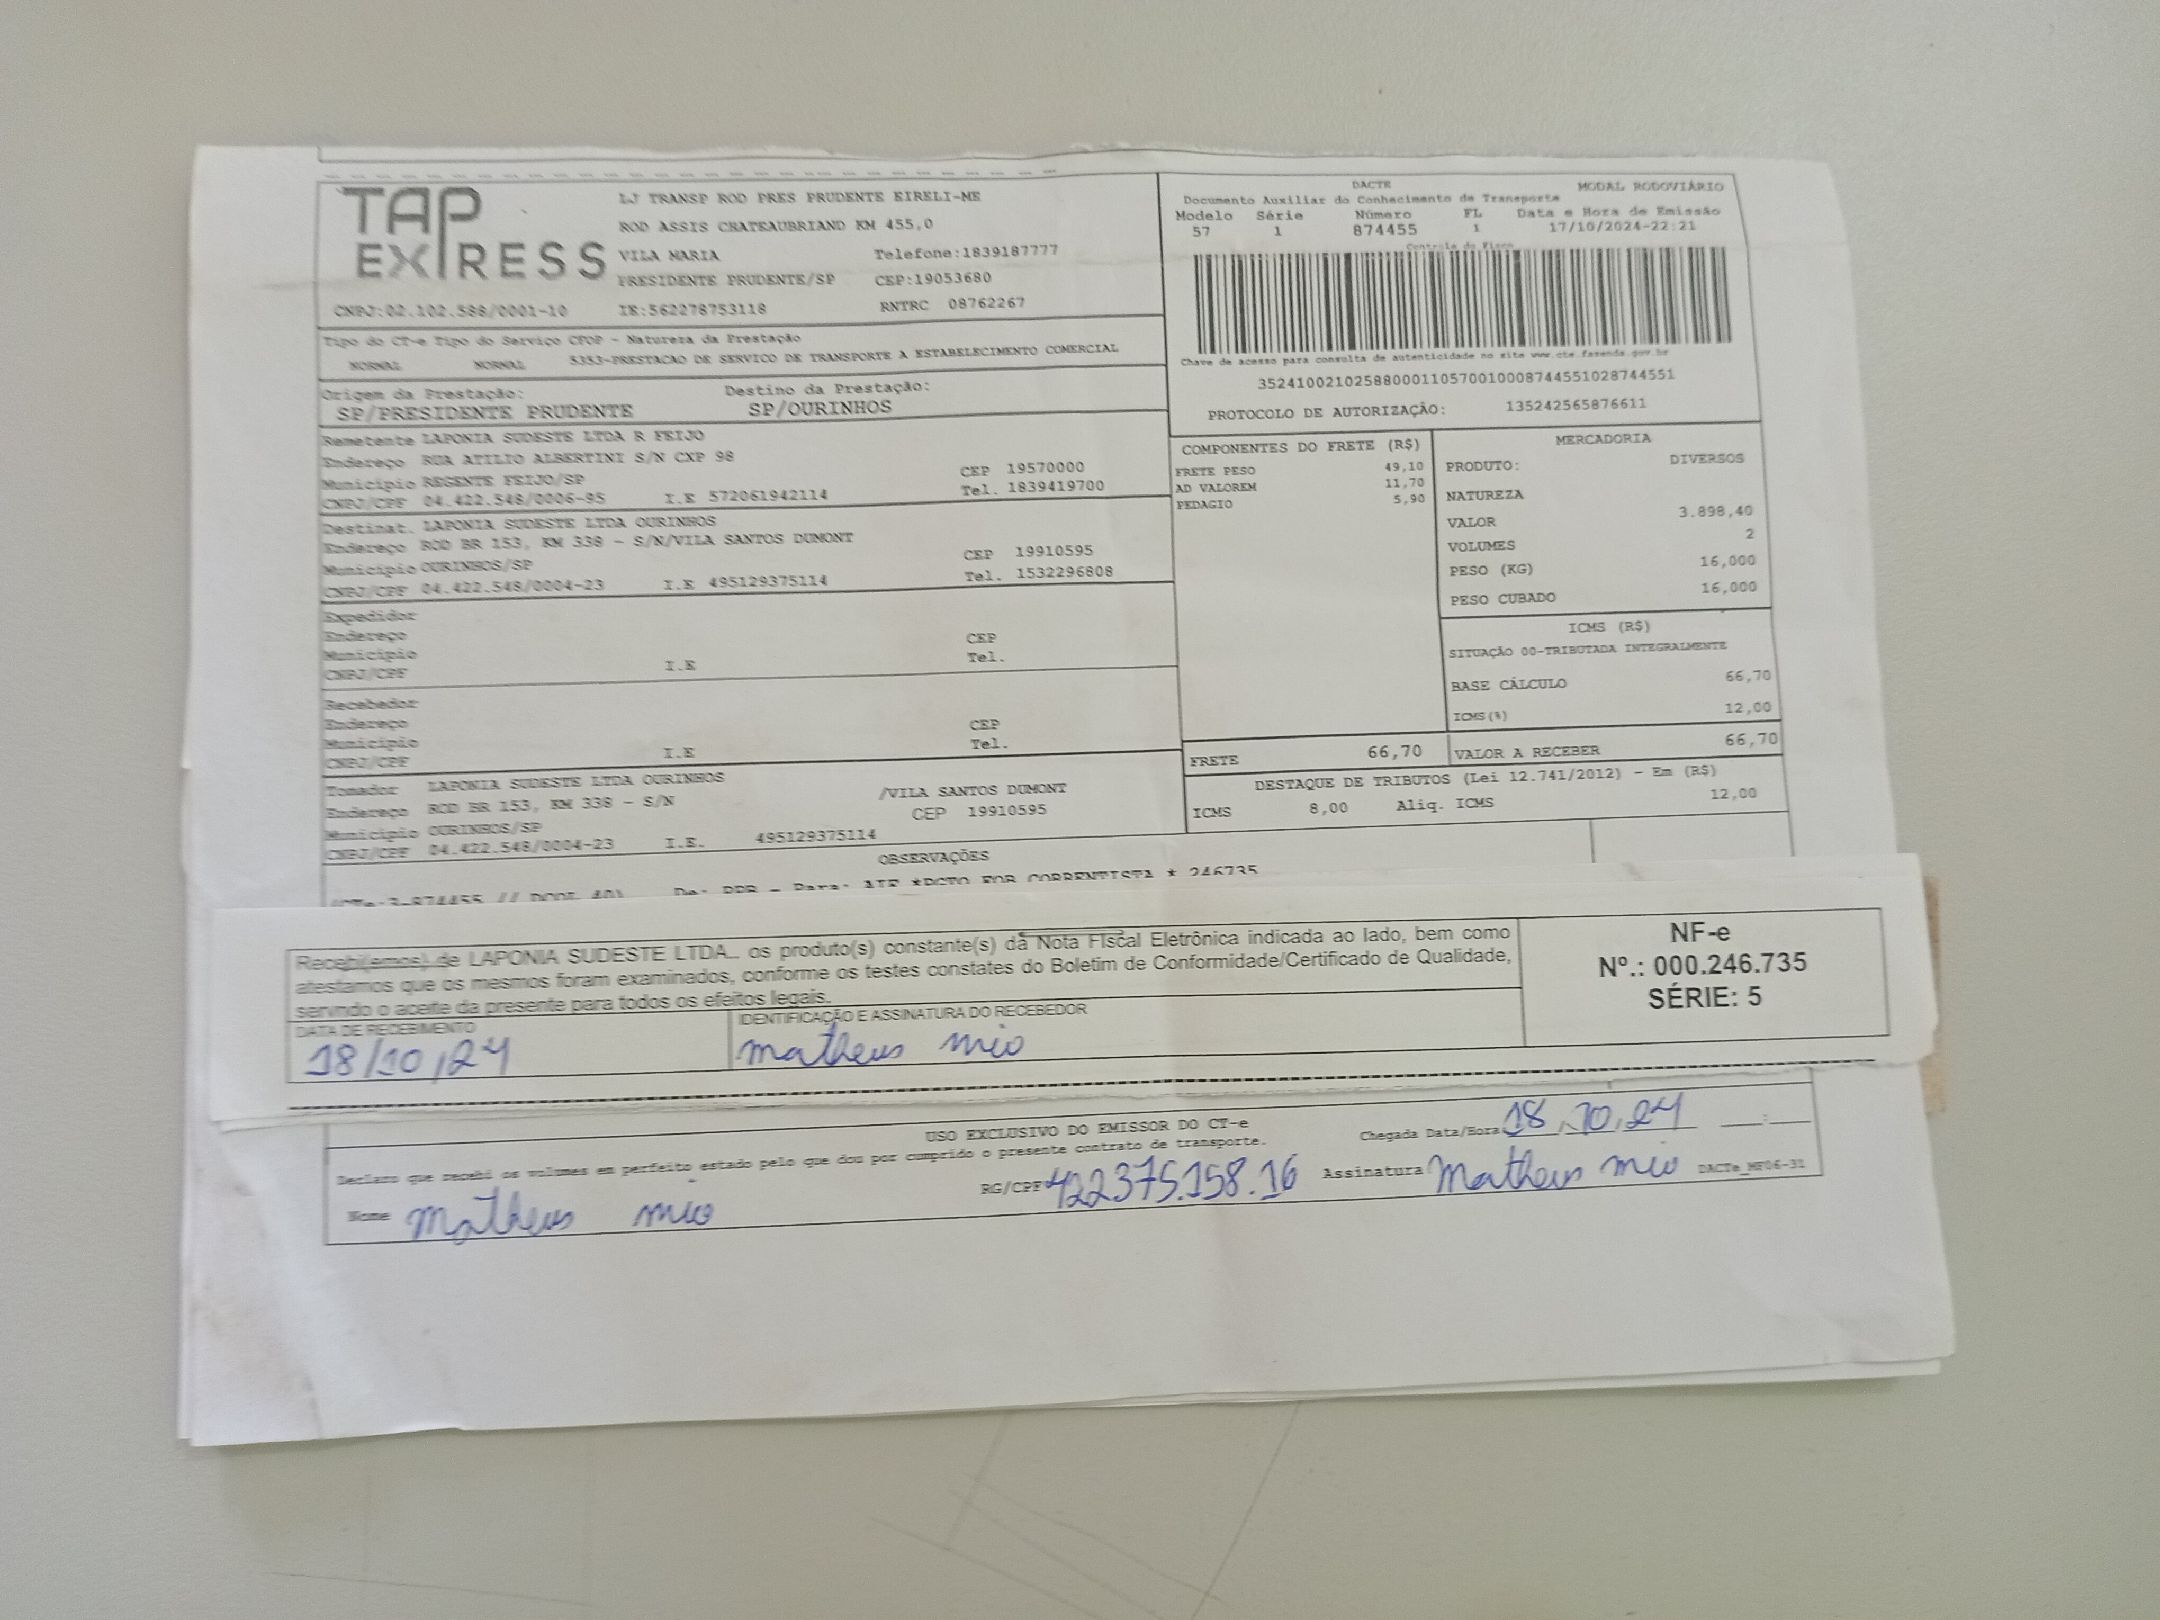 TAP
EXPRESS
LJ TRANSP ROD PRES PRUDENTE EIRELI-ME
ROD ASSIS CHATEAUBRIAND KM 455,0
VILA MARIA Telefone:1839187777
PRESIDENTE PRUDENTE/SP CEP:19053680
CNPJ:02.102.588/0001-10 IE:562278753118 RNTRC 08762267
Tipo do CT-e Tipo do Serviço CFOP - Natureza da Prestação
NORMAL NORMAL 5353-PRESTACAO DE SERVICO DE TRANSPORTE A ESTABELECIMENTO COMERCIAL
Origem da Prestação: Destino da Prestação:
SP/PRESIDENTE PRUDENTE SP/OURINHOS
Remetente LAPONIA SUDESTE LTDA R FEIJO
Endereço RUA ATILIO ALBERTINI S/N CXP 98 CEP 19570000
Município REGENTE FEIJO/SP Tel. 1839419700
CNPJ/CPF 04.422.548/0006-95 I.E 572061942114
Destinat. LAPONIA SUDESTE LTDA OURINHOS
Endereço ROD BR 153, KM 338 - S/N/VILA SANTOS DUMONT CEP 19910595
Município OURINHOS/SP Tel. 1532296808
CNPJ/CPF 04.422.548/0004-23 I.E 495129375114
Expedidor
Endereço CEP
Município Tel.
CNPJ/CPF I.E
Recebedor
Endereço CEP
Município Tel.
CNPJ/CPF I.E
Tomador LAPONIA SUDESTE LTDA OURINHOS
Endereço ROD BR 153, KM 338 - S/N /VILA SANTOS DUMONT
Município OURINHOS/SP CEP 19910595
CNPJ/CPF 04.422.548/0004-23 I.E. 495129375114
DACTE MODAL RODOVIÁRIO
Documento Auxiliar do Conhecimento de Transporte
Modelo Série Número FL Data e Hora de Emissão
57 1 874455 1 17/10/2024-22:21
Controle do Fisco
Chave de acesso para consulta de autenticidade no site www.cte.fazenda.gov.br
35241002102588000110570010008744551028744551
PROTOCOLO DE AUTORIZAÇÃO: 135242565876611
COMPONENTES DO FRETE (R$)
FRETE PESO 49,10
AD VALOREM 11,70
PEDAGIO 5,90
MERCADORIA
PRODUTO: DIVERSOS
NATUREZA
VALOR 3.898,40
VOLUMES 2
PESO (KG) 16,000
PESO CUBADO 16,000
ICMS (R$)
SITUAÇÃO 00-TRIBUTADA INTEGRALMENTE
BASE CÁLCULO 66,70
ICMS(%) 12,00
FRETE 66,70 VALOR A RECEBER 66,70
DESTAQUE DE TRIBUTOS (Lei 12.741/2012) - Em (R$)
ICMS 8,00 Aliq. ICMS 12,00
OBSERVAÇÕES
De: PPR - Para: *PCTO FOR CORRENTISTA * 246735
Recebi(emos) de LAPONIA SUDESTE LTDA.. os produto(s) constante(s) da Nota Fiscal Eletrônica indicada ao lado, bem como
atestamos que os mesmos foram examinados, conforme os testes constates do Boletim de Conformidade/Certificado de Qualidade,
servindo o aceite da presente para todos os efeitos legais.
DATA DE RECEBIMENTO IDENTIFICAÇÃO E ASSINATURA DO RECEBEDOR
18/10/24 Matheus Mio
NF-e
Nº.: 000.246.735
SÉRIE: 5
USO EXCLUSIVO DO EMISSOR DO CT-e
Declaro que recebi os volumes em perfeito estado pelo que dou por cumprido o presente contrato de transporte.
Chegada Data/Hora 18.10.24 :
Nome Matheus Mio RG/CPF 422375.158.16 Assinatura Matheus Mio DACTe_MF06-31